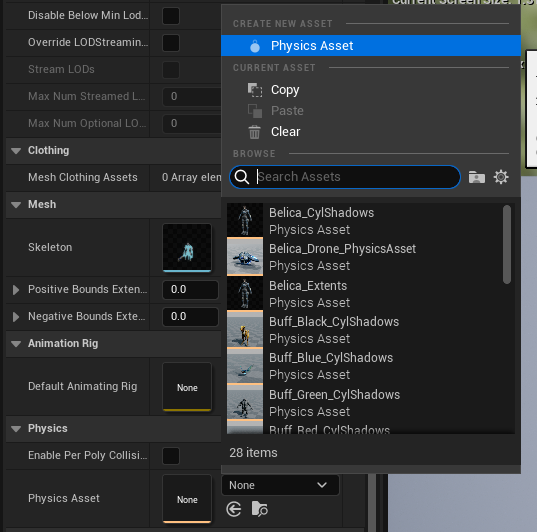 Current Screen Size:
Disable Below Min Lod...
Override LODStreamin...
Stream LODs
Max Num Streamed L...
0
Max Num Optional LO...
0
Clothing
Mesh Clothing Assets
0 Array elen
Mesh
Skeleton
Positive Bounds Exten...
0.0
Negative Bounds Exte...
0.0
Animation Rig
Default Animating Rig
None
Physics
Enable Per Poly Collisi...
Physics Asset
None
None
CREATE NEW ASSET
Physics Asset
CURRENT ASSET
Copy
Paste
Clear
BROWSE
Search Assets
Belica_CylShadows
Physics Asset
Belica_Drone_PhysicsAsset
Physics Asset
Belica_Extents
Physics Asset
Buff_Black_CylShadows
Physics Asset
Buff_Blue_CylShadows
Physics Asset
Buff_Green_CylShadows
Physics Asset
Buff_Red_CylShadows
28 items